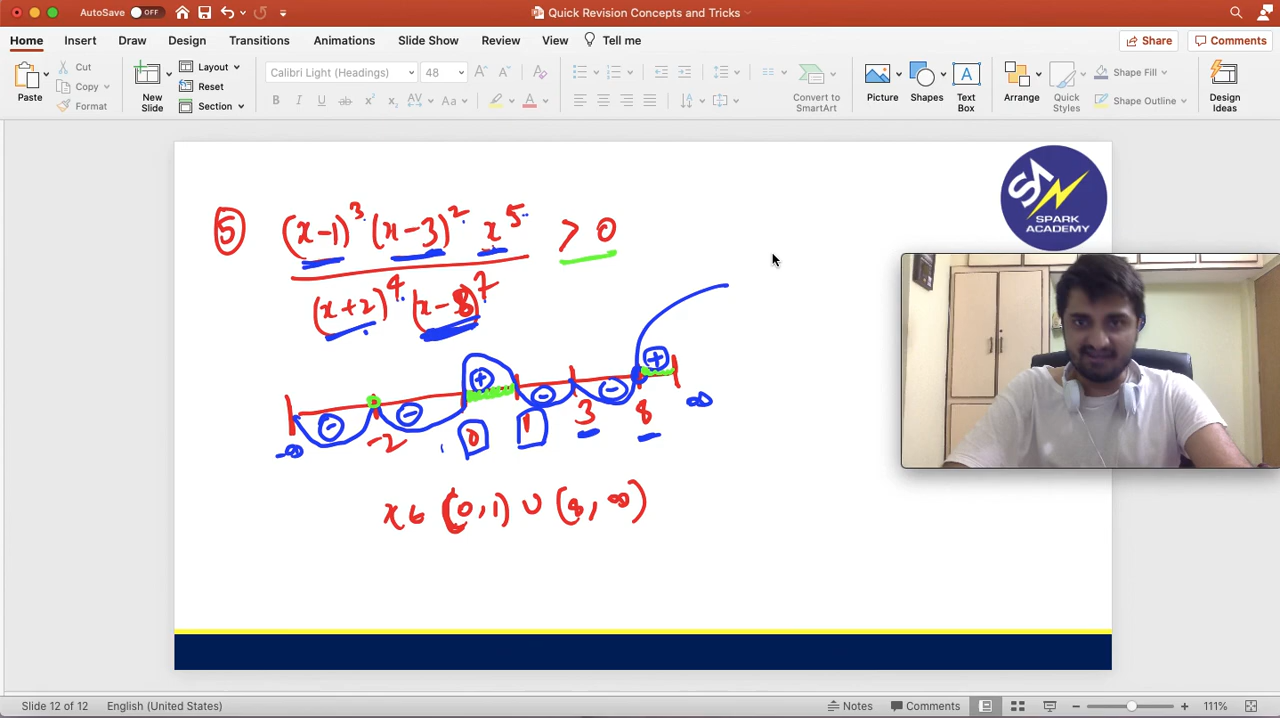 AutoSave OFF Quick Revision Concepts and Tricks
Home Insert Draw Design Transitions Animations Slide Show Review View Tell me Share Comments
Paste Cut Copy Format New Slide Layout Reset Section Calibri Light (Headings) 48 Convert to SmartArt Picture Shapes Text Box Arrange Quick Styles Shape Fill Shape Outline Design Ideas
SPARK ACADEMY
⑤ (x-1)³ (x-3)² x⁵ > 0
(x+2)⁴ (x-8)⁷
- - + - - +
-∞ -2 0 1 3 8 ∞
x ∈ (0,1) ∪ (8, ∞)
Slide 12 of 12 English (United States) Notes Comments 111%